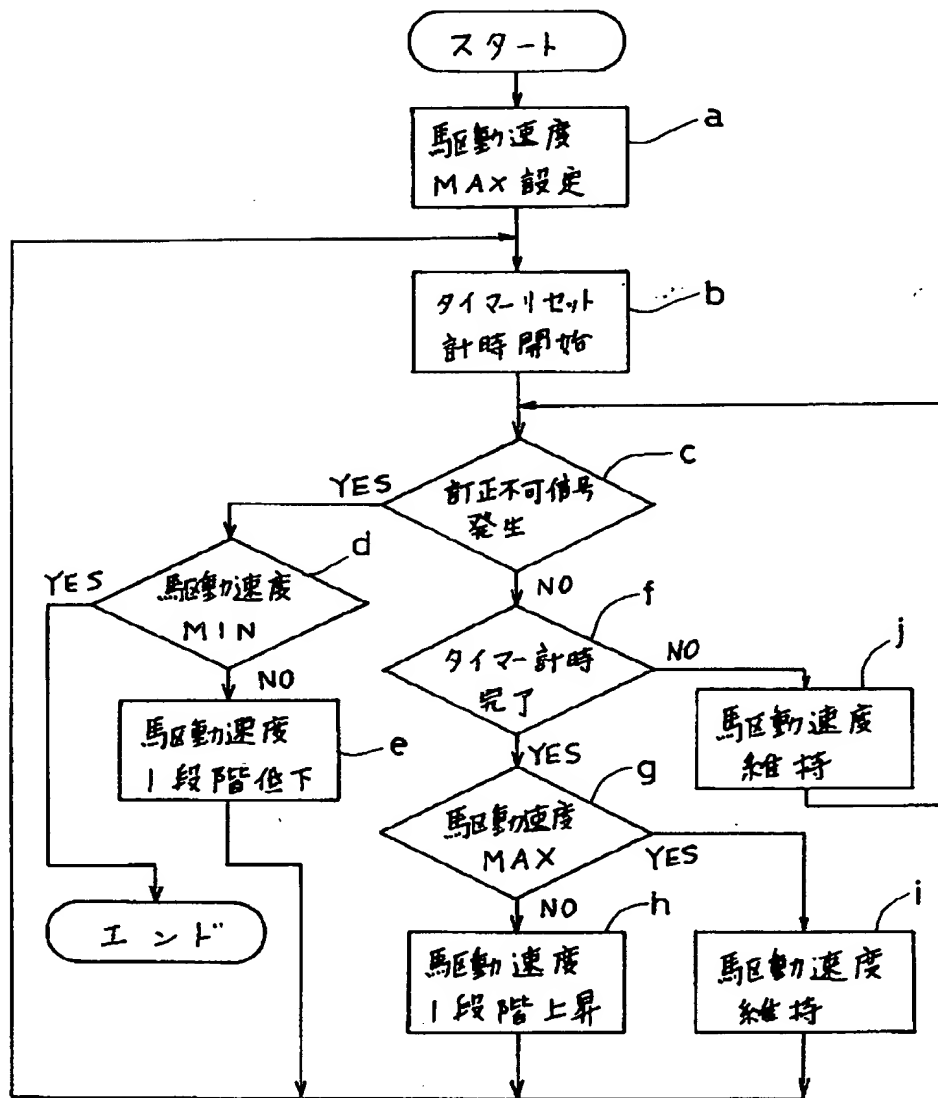 スタート
a
駆動速度
MAX設定
b
タイマーリセット
計時開始
c
YES
訂正不可信号
発生
d
YES
駆動速度
MIN
NO
NO
f
タイマー計時
完了
NO
j
駆動速度
維持
e
駆動速度
1段階低下
YES
g
駆動速度
MAX
YES
エンド
NO
h
駆動速度
1段階上昇
i
駆動速度
維持